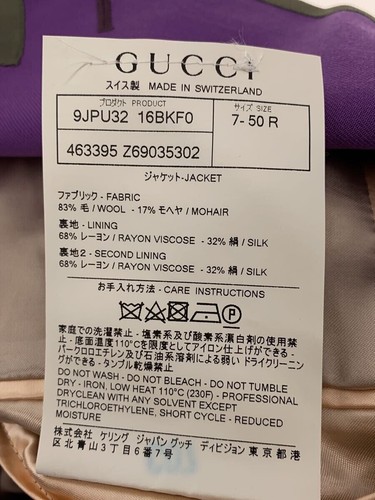 GUCCI
スイス製 MADE IN SWITZERLAND
プロダクト PRODUCT
サイズ SIZE
9JPU32 16BKF0
7- 50 R
463395 Z69035302
ジャケット-JACKET
ファブリック - FABRIC
83% 毛 / WOOL - 17% モヘヤ / MOHAIR
裏地 - LINING
68% レーヨン / RAYON VISCOSE - 32% 絹 / SILK
裏地2 - SECOND LINING
68% レーヨン / RAYON VISCOSE - 32% 絹 / SILK
お手入れ方法 - CARE INSTRUCTIONS
P
家庭での洗濯禁止 - 塩素系及び酸素系漂白剤の使用禁
止 - 底面温度110°Cを限度としてアイロン仕上げができる -
パークロロエチレン及び石油系溶剤による弱い ドライクリーニン
グができる - タンブル乾燥禁止
DO NOT WASH - DO NOT BLEACH - DO NOT TUMBLE
DRY - IRON, LOW HEAT 110°C (230F) - PROFESSIONAL
DRYCLEAN WITH ANY SOLVENT EXCEPT
TRICHLOROETHYLENE, SHORT CYCLE - REDUCED
MOISTURE
株式会社 ケリング ジャパン グッチ ディビジョン 東京都 港
区北青山3丁目6番7号